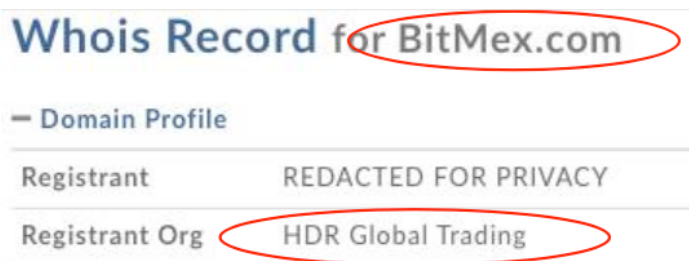 Whois Record for BitMex.com
– Domain Profile
Registrant REDACTED FOR PRIVACY
Registrant Org HDR Global Trading